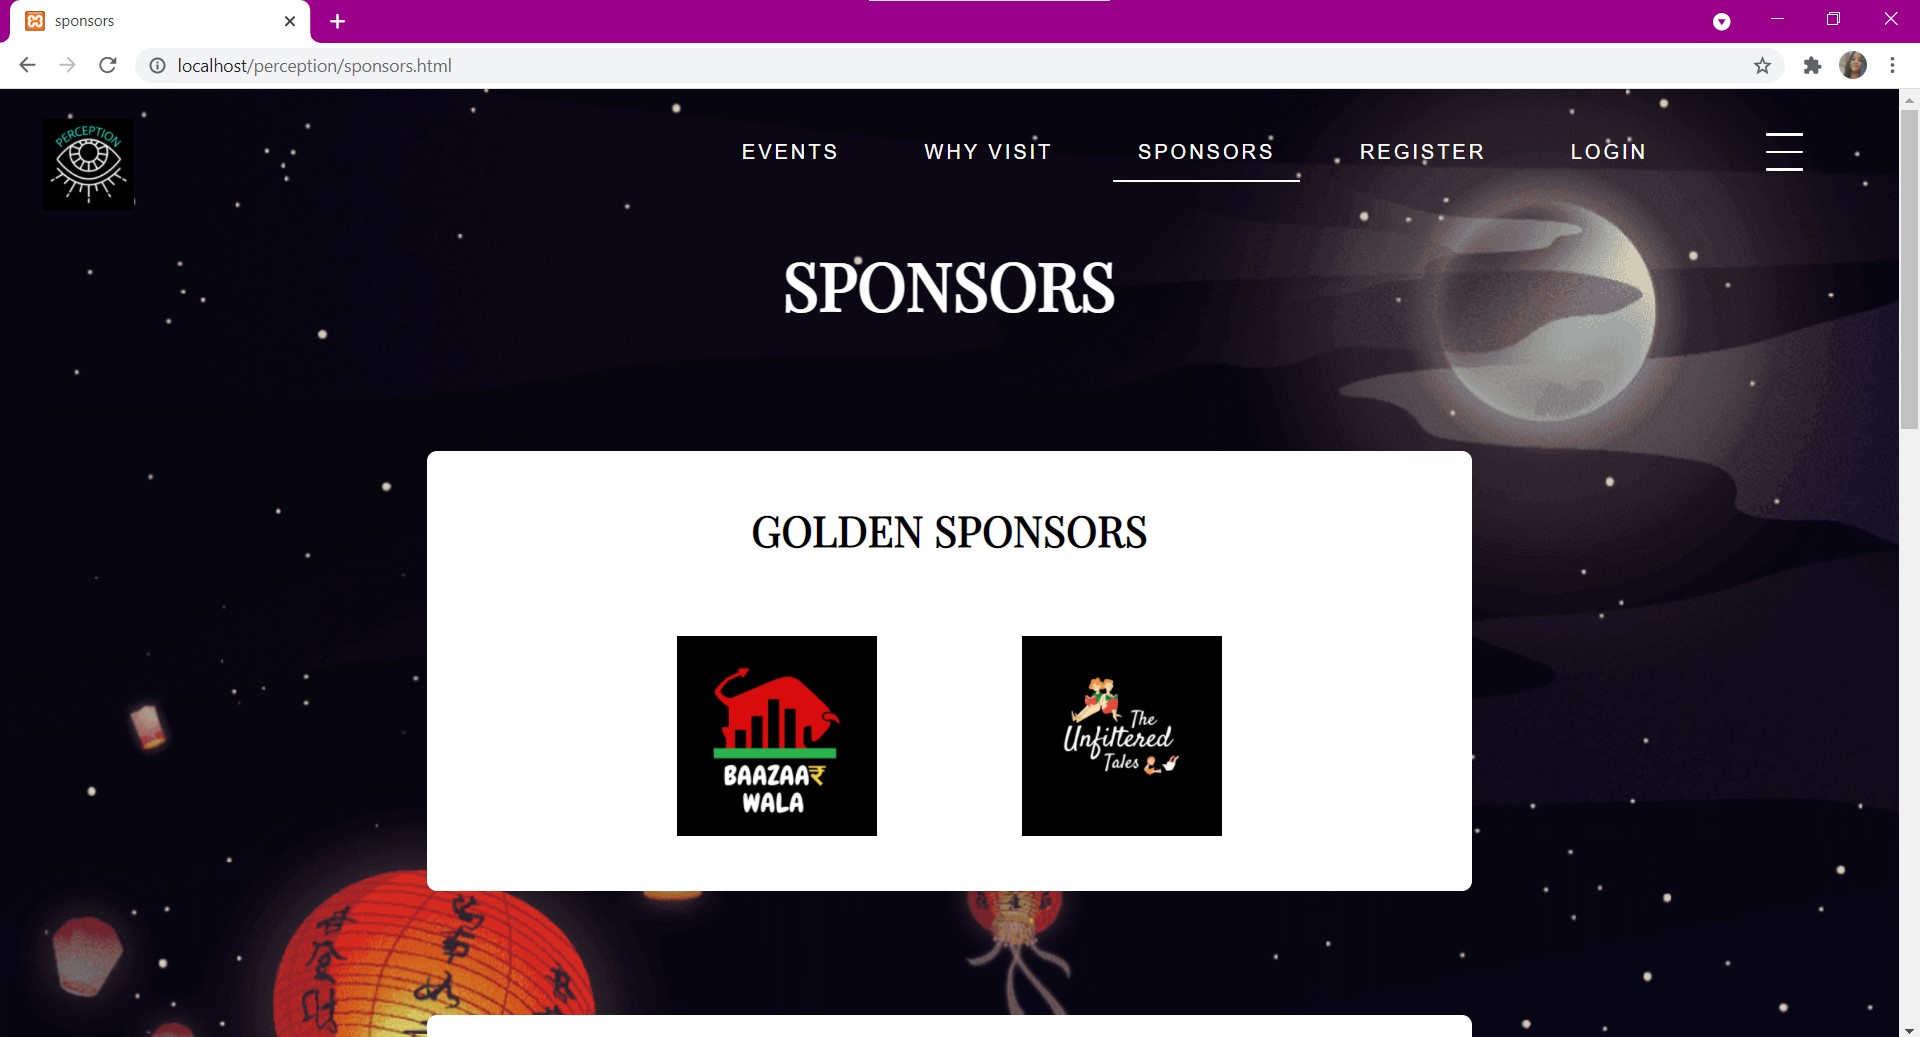 sponsors
localhost/perception/sponsors.html
PERCEPTION
EVENTS WHY VISIT SPONSORS REGISTER LOGIN
SPONSORS
GOLDEN SPONSORS
BAAZAA₹
WALA
The
Unfiltered
Tales